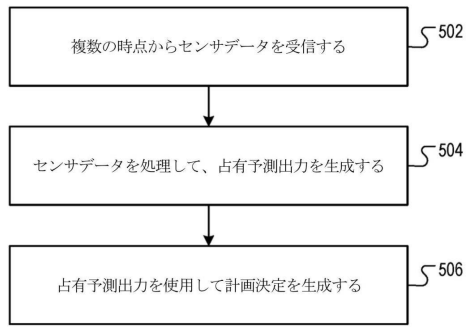 複数の時点からセンサデータを受信する
502
センサデータを処理して、占有予測出力を生成する
504
占有予測出力を使用して計画決定を生成する
506